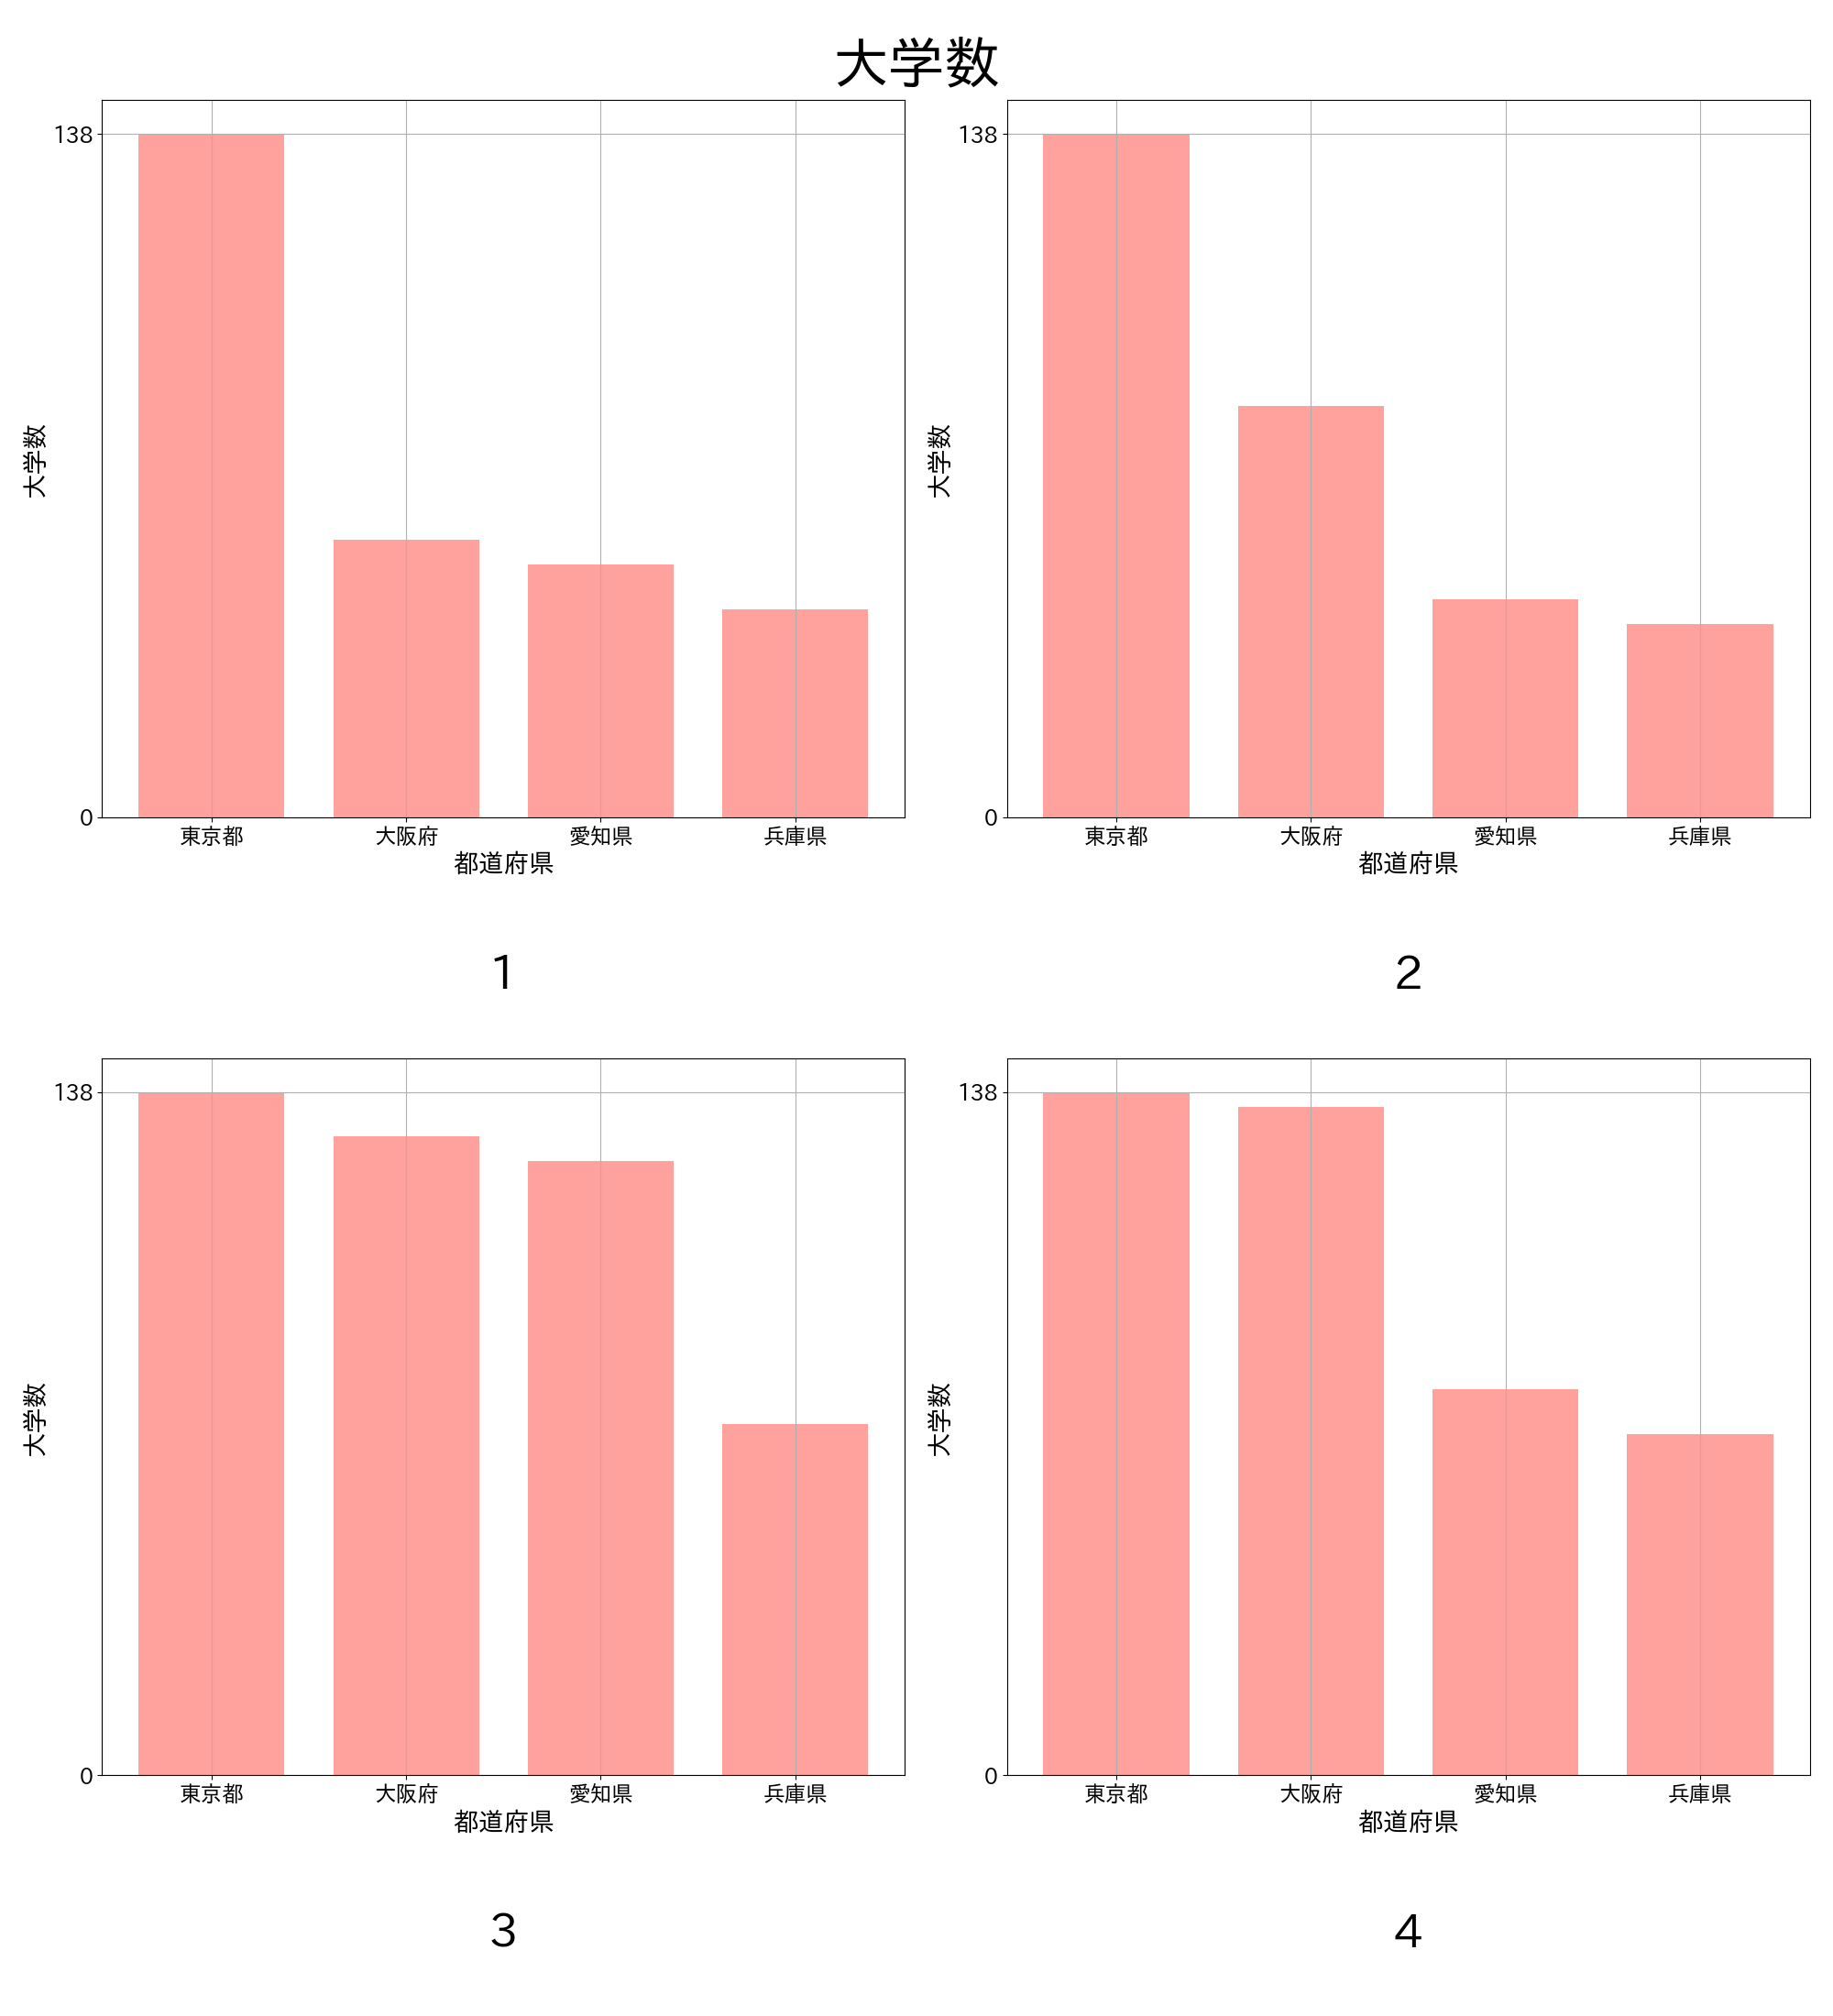 大学数
138
0
大学数
東京都 大阪府 愛知県 兵庫県
都道府県
1
138
0
大学数
東京都 大阪府 愛知県 兵庫県
都道府県
2
138
0
大学数
東京都 大阪府 愛知県 兵庫県
都道府県
3
138
0
大学数
東京都 大阪府 愛知県 兵庫県
都道府県
4